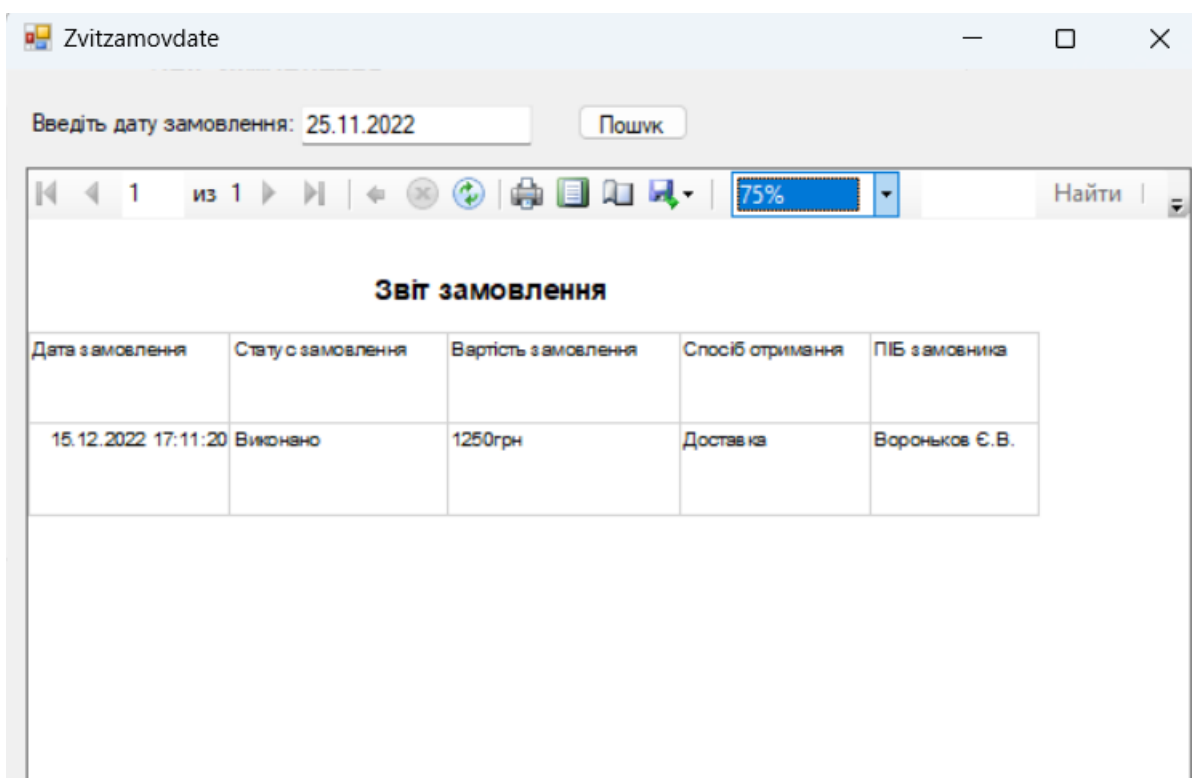 Zvitzamovdate
Введіть дату замовлення: 25.11.2022 Пошук
1 из 1 75% Найти
Звіт замовлення
Дата замовлення Статус замовлення Вартість замовлення Спосіб отримання ПІБ замовника
15.12.2022 17:11:20 Виконано 1250грн Доставка Вороньков Є.В.